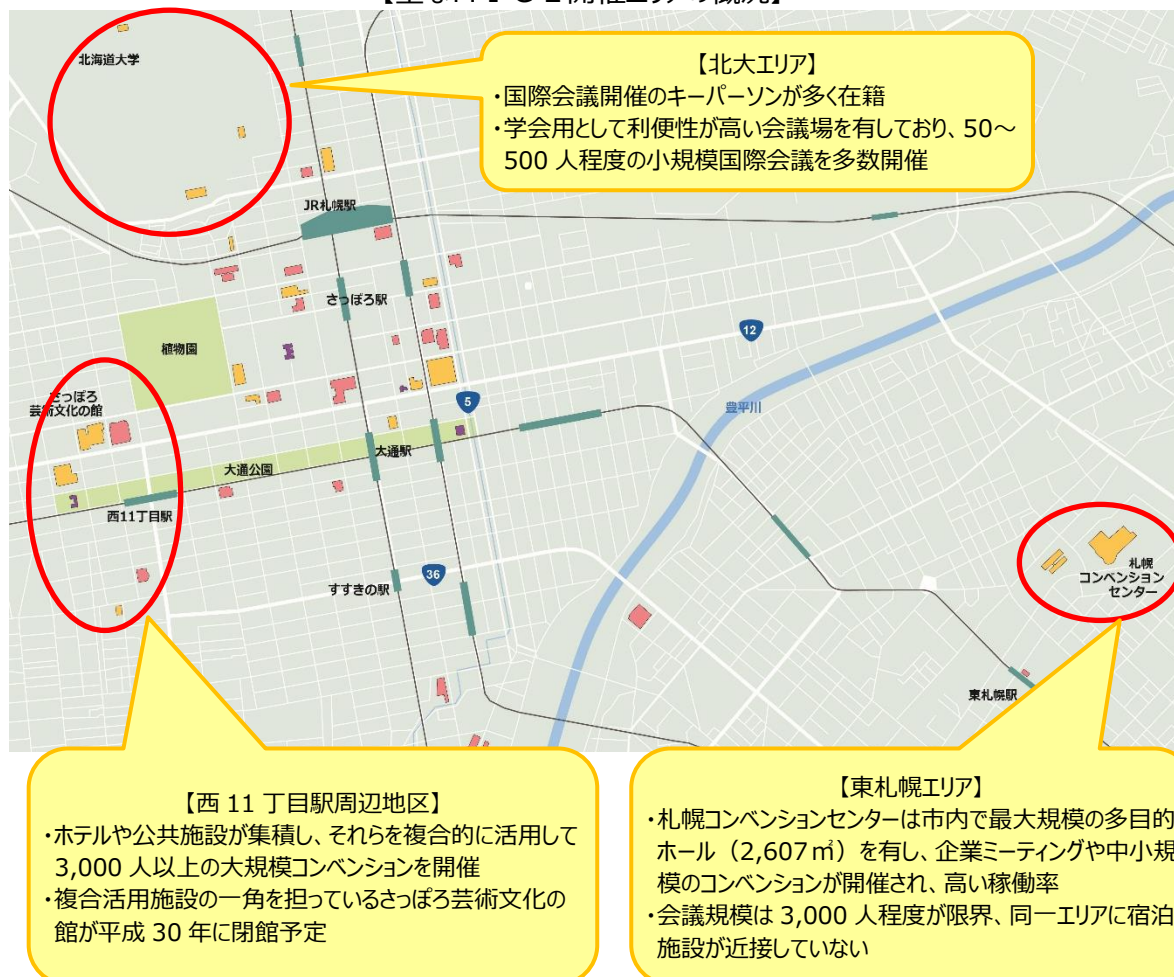 【主なMICE開催エリアの概況】
北海道大学
【北大エリア】
・国際会議開催のキーパーソンが多く在籍
・学会用として利便性が高い会議場を有しており、50～
500 人程度の小規模国際会議を多数開催
JR札幌駅
さっぽろ駅
植物園
12
さっぽろ
芸術文化の館
5
豊平川
大通駅
大通公園
西11丁目駅
札幌
コンベンション
センター
36
すすきの駅
東札幌駅
【西 11 丁目駅周辺地区】
・ホテルや公共施設が集積し、それらを複合的に活用して
3,000 人以上の大規模コンベンションを開催
・複合活用施設の一角を担っているさっぽろ芸術文化の
館が平成 30 年に閉館予定
【東札幌エリア】
・札幌コンベンションセンターは市内で最大規模の多目的
ホール（2,607㎡）を有し、企業ミーティングや中小規
模のコンベンションが開催され、高い稼働率
・会議規模は 3,000 人程度が限界、同一エリアに宿泊
施設が近接していない